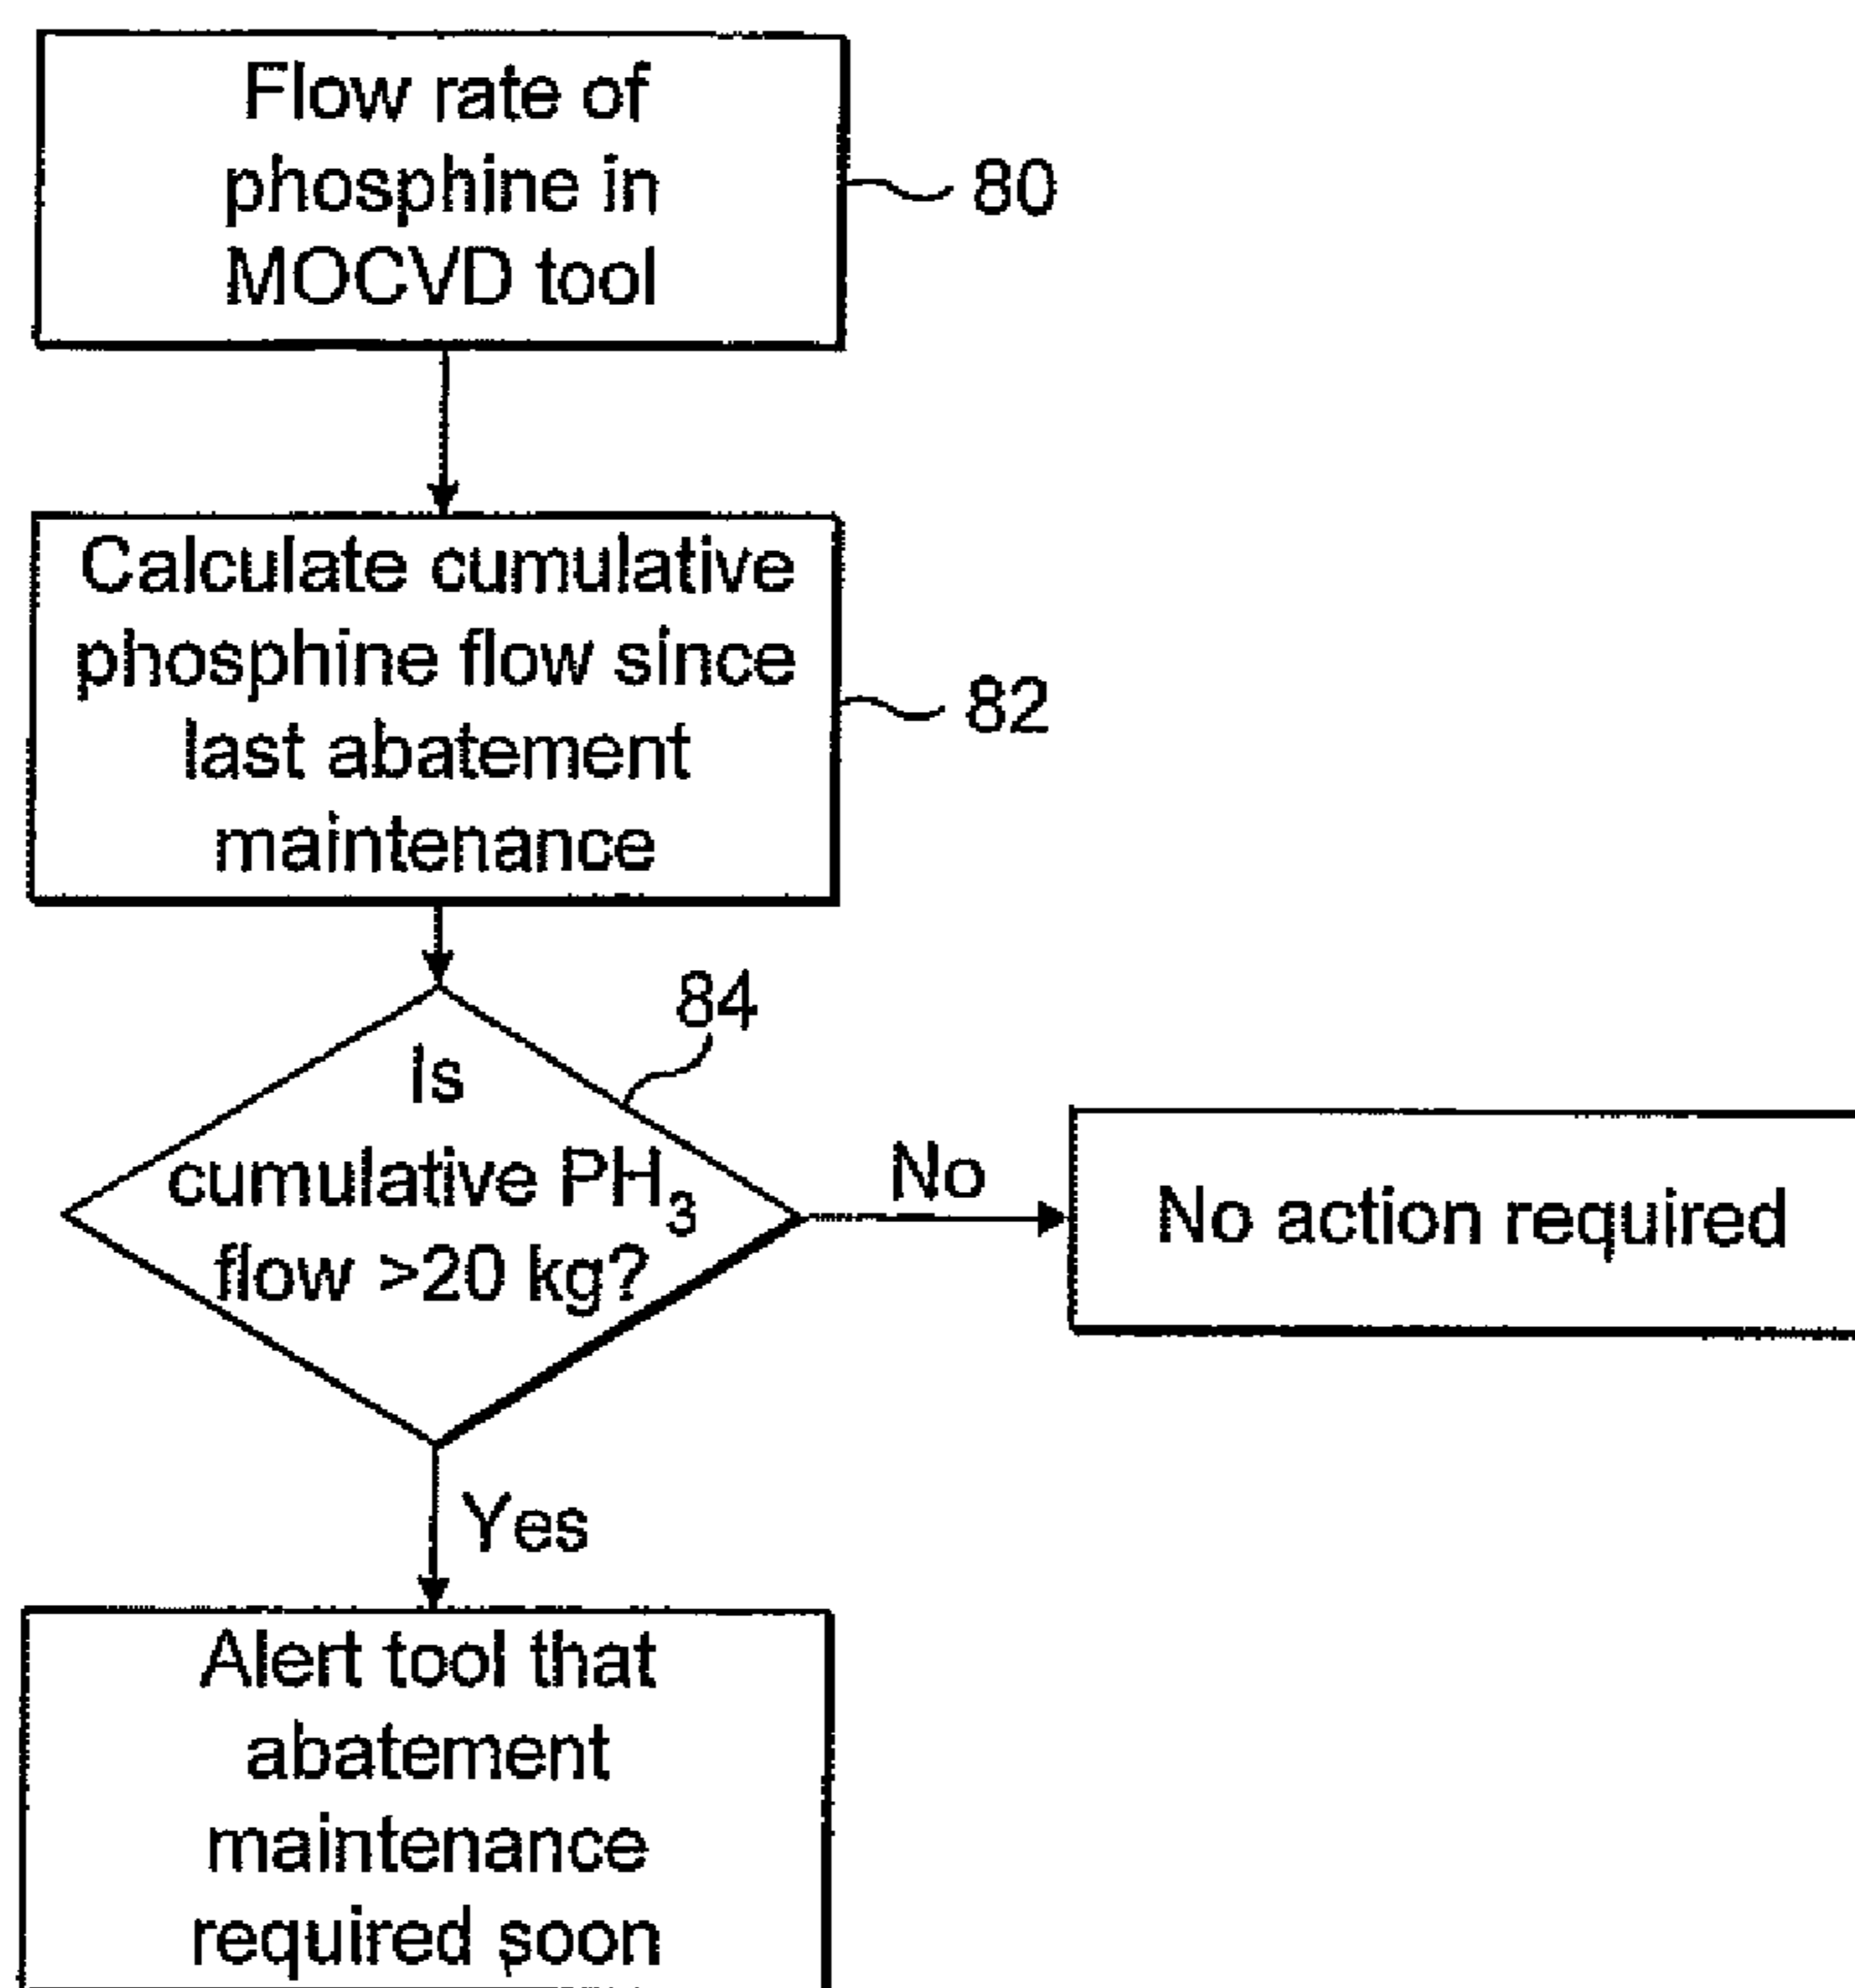 Flow rate of
phosphine in
MOCVD tool
80
Calculate cumulative
phosphine flow since
last abatement
maintenance
82
84
is
cumulative PH3
flow >20 kg?
No
No action required
Yes
Alert tool that
abatement
maintenance
required soon